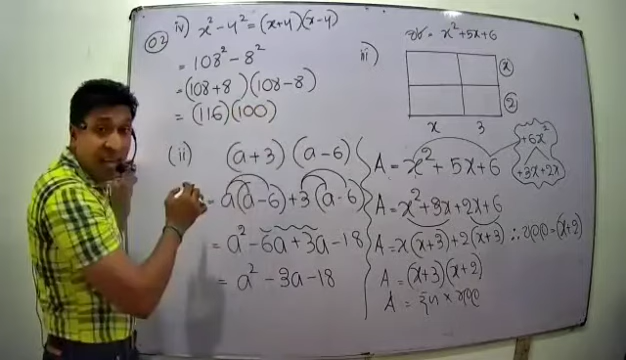 02
iv) x² - 4² = (x+4)(x-4)
= 108² - 8²
= (108+8)(108-8)
= (116)(100)
(ii) (a+3)(a-6)
= a(a-6)+3(a-6)
= a² - 6a + 3a - 18
= a² - 3a - 18
iii)
= x²+5x+6
x
2
x 3
A = x² + 5x + 6
+6x²
+3x+2x
A = x² + 3x + 2x + 6
A = x(x+3)+2(x+3) ∴ = (x+2)
A = (x+3)(x+2)
A = ×